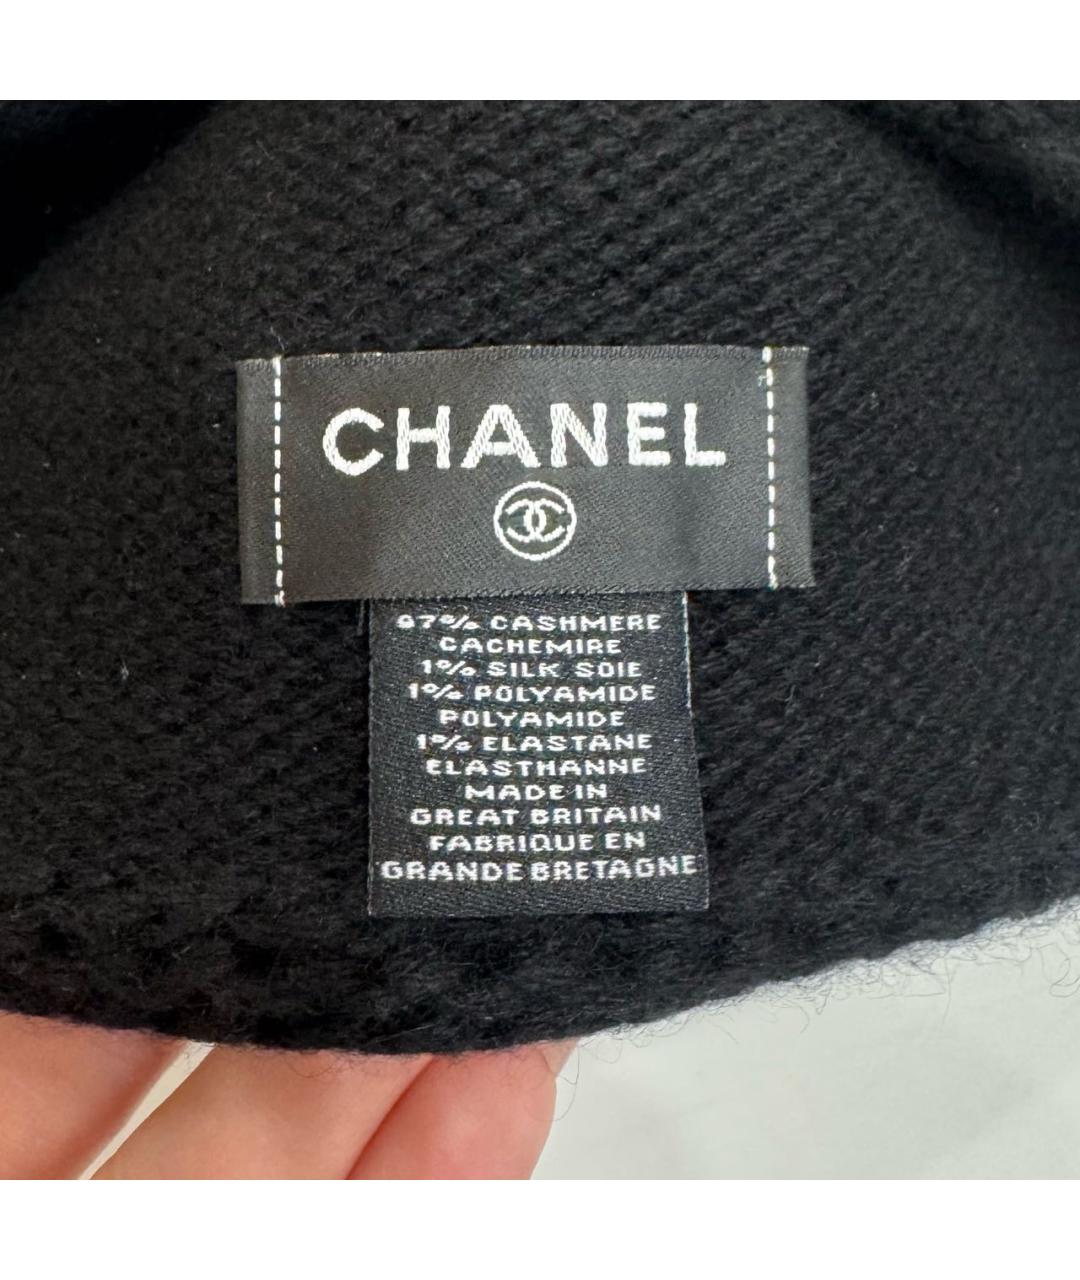 CHANEL
97% CASHMERE
CACHEMIRE
1% SILK SOIE
1% POLYAMIDE
POLYAMIDE
1% ELASTANE
ELASTHANNE
MADE IN
GREAT BRITAIN
FABRIQUE EN
GRANDE BRETAGNE